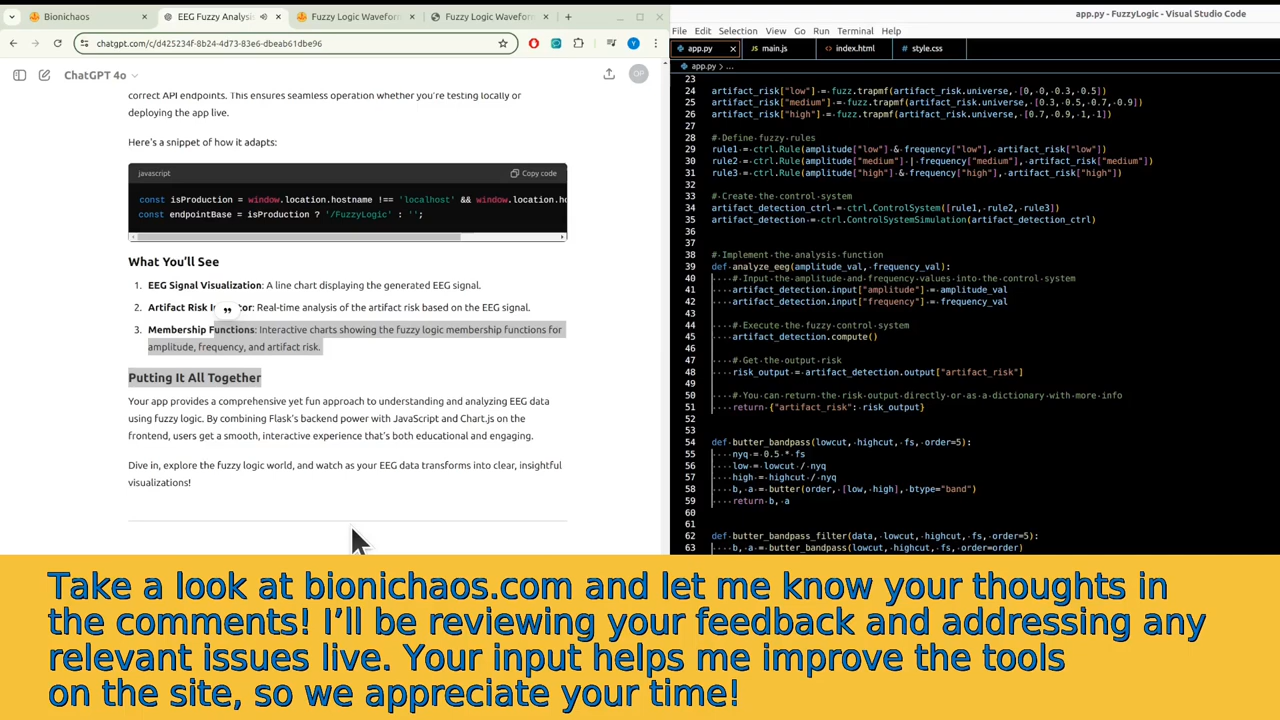 Bionichaos
EEG Fuzzy Analysi
Fuzzy Logic Waveform
Fuzzy Logic Waveform
chatgpt.com/c/d425234f-8b24-4d73-83e6-dbeab61dbe96
Y
ChatGPT 4o
OP
correct API endpoints. This ensures seamless operation whether you're testing locally or
deploying the app live.
Here's a snippet of how it adapts:
javascript
Copy code
const isProduction = window.location.hostname !== 'localhost' && window.location.ho
const endpointBase = isProduction ? '/FuzzyLogic' : '';
What You'll See
1. EEG Signal Visualization: A line chart displaying the generated EEG signal.
2. Artifact Risk In tor: Real-time analysis of the artifact risk based on the EEG signal.
3. Membership Functions: Interactive charts showing the fuzzy logic membership functions for
amplitude, frequency, and artifact risk.
Putting It All Together
Your app provides a comprehensive yet fun approach to understanding and analyzing EEG data
using fuzzy logic. By combining Flask's backend power with JavaScript and Chart.js on the
frontend, users get a smooth, interactive experience that's both educational and engaging.
Dive in, explore the fuzzy logic world, and watch as your EEG data transforms into clear, insightful
visualizations!
app.py - FuzzyLogic - Visual Studio Code
File Edit Selection View Go Run Terminal Help
app.py main.js index.html style.css
app.py > ...
23
24 artifact_risk["low"] = fuzz.trapmf(artifact_risk.universe, [0, 0, 0.3, 0.5])
25 artifact_risk["medium"] = fuzz.trapmf(artifact_risk.universe, [0.3, 0.5, 0.7, 0.9])
26 artifact_risk["high"] = fuzz.trapmf(artifact_risk.universe, [0.7, 0.9, 1, 1])
27
28 # Define fuzzy rules
29 rule1 = ctrl.Rule(amplitude["low"] & frequency["low"], artifact_risk["low"])
30 rule2 = ctrl.Rule(amplitude["medium"] | frequency["medium"], artifact_risk["medium"])
31 rule3 = ctrl.Rule(amplitude["high"] & frequency["high"], artifact_risk["high"])
32
33 # Create the control system
34 artifact_detection_ctrl = ctrl.ControlSystem([rule1, rule2, rule3])
35 artifact_detection = ctrl.ControlSystemSimulation(artifact_detection_ctrl)
36
37
38 # Implement the analysis function
39 def analyze_eeg(amplitude_val, frequency_val):
40 # Input the amplitude and frequency values into the control system
41 artifact_detection.input["amplitude"] = amplitude_val
42 artifact_detection.input["frequency"] = frequency_val
43
44 # Execute the fuzzy control system
45 artifact_detection.compute()
46
47 # Get the output risk
48 risk_output = artifact_detection.output["artifact_risk"]
49
50 # You can return the risk output directly or as a dictionary with more info
51 return {"artifact_risk": risk_output}
52
53
54 def butter_bandpass(lowcut, highcut, fs, order=5):
55 nyq = 0.5 * fs
56 low = lowcut / nyq
57 high = highcut / nyq
58 b, a = butter(order, [low, high], btype="band")
59 return b, a
60
61
62 def butter_bandpass_filter(data, lowcut, highcut, fs, order=5):
63 b, a = butter_bandpass(lowcut, highcut, fs, order=order)
Take a look at bionichaos.com and let me know your thoughts in
the comments! I'll be reviewing your feedback and addressing any
relevant issues live. Your input helps me improve the tools
on the site, so we appreciate your time!